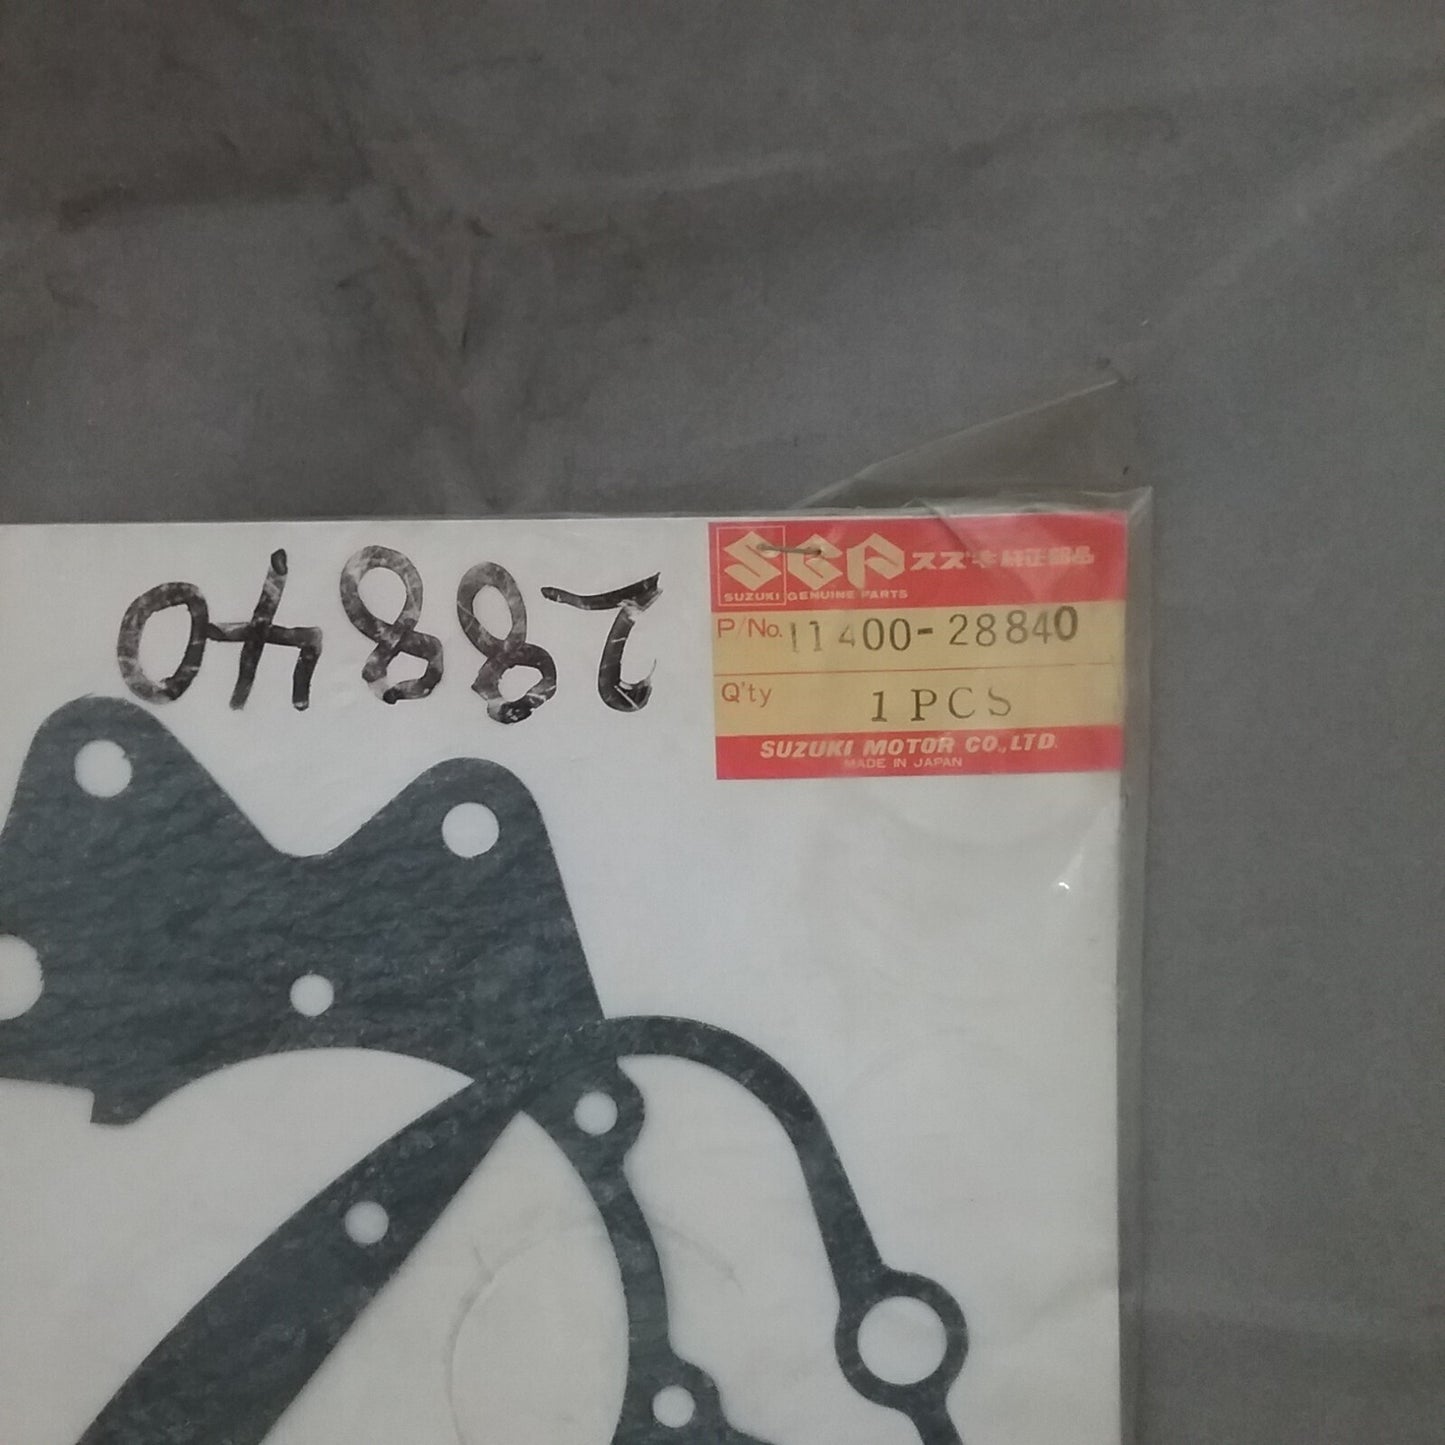 28840
SGP スズキ純正部品
SUZUKI GENUINE PARTS
P/No. 11400-28840
Q'ty 1 PCS
SUZUKI MOTOR CO., LTD.
MADE IN JAPAN